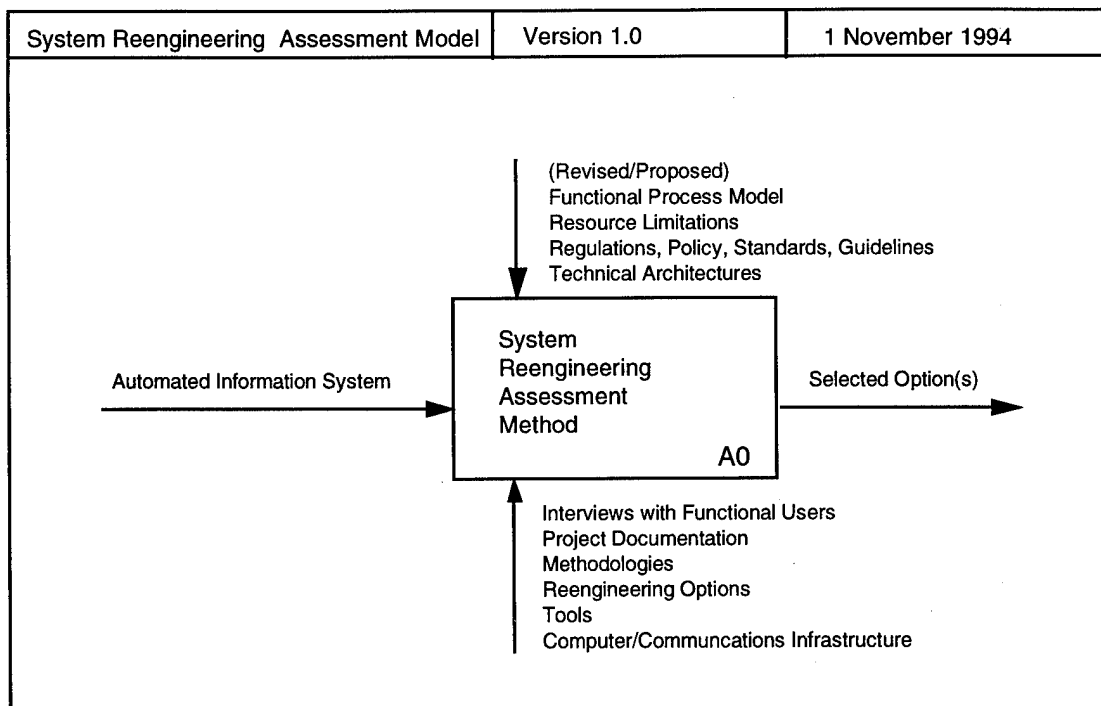 System Reengineering Assessment Model
Version 1.0
1 November 1994
(Revised/Proposed)
Functional Process Model
Resource Limitations
Regulations, Policy, Standards, Guidelines
Technical Architectures
Automated Information System
System
Reengineering
Assessment
Method
A0
Selected Option(s)
Interviews with Functional Users
Project Documentation
Methodologies
Reengineering Options
Tools
Computer/Communcations Infrastructure